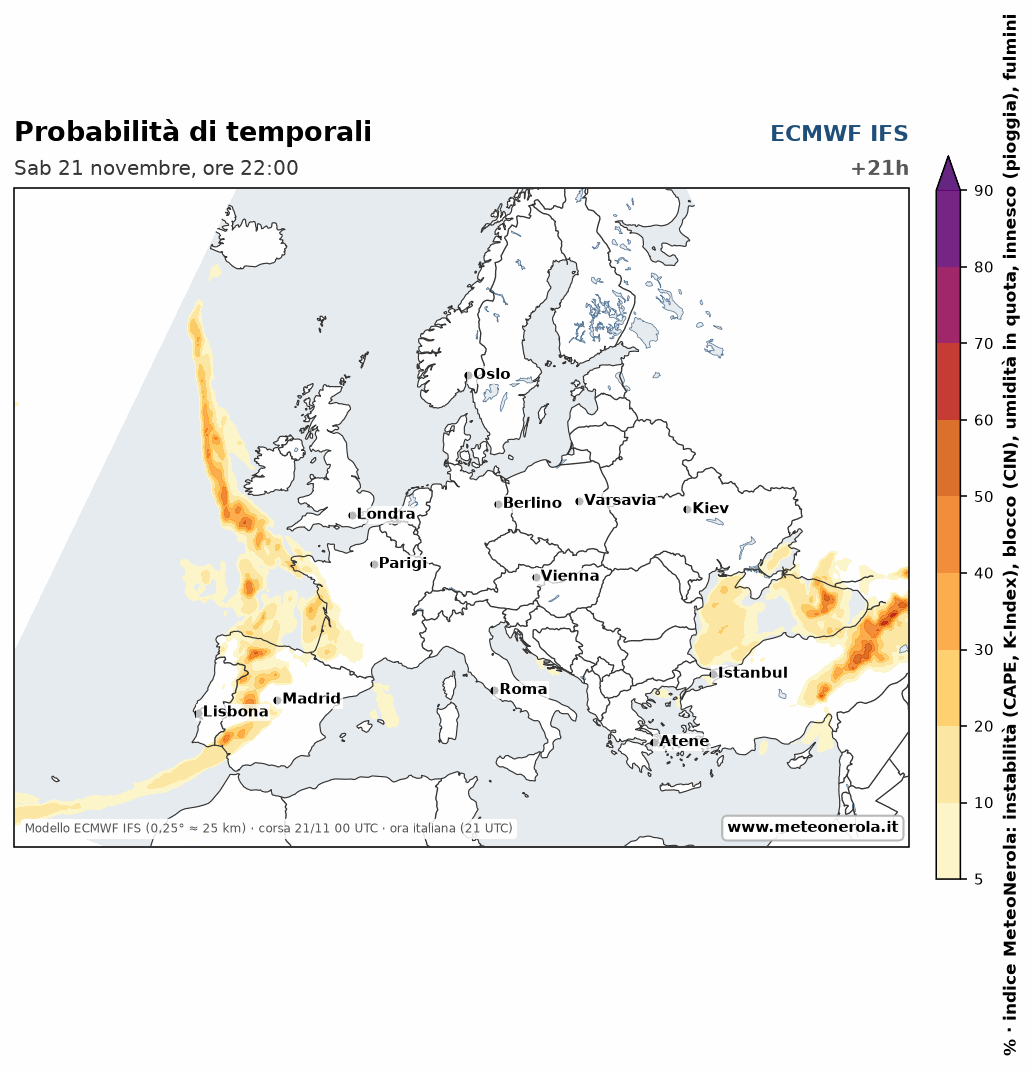 Probabilità di temporali
ECMWF IFS
Sab 21 novembre, ore 22:00
+21h
Oslo
Londra
Berlino
Varsavia
Kiev
Parigi
Vienna
Istanbul
Roma
Madrid
Lisbona
Atene
Modello ECMWF IFS (0,25° ≈ 25 km) · corsa 21/11 00 UTC · ora italiana (21 UTC)
www.meteonerola.it
90
80
70
60
50
40
30
20
10
5
% · indice MeteoNerola: instabilità (CAPE, K-Index), blocco (CIN), umidità in quota, innesco (pioggia), fulmini